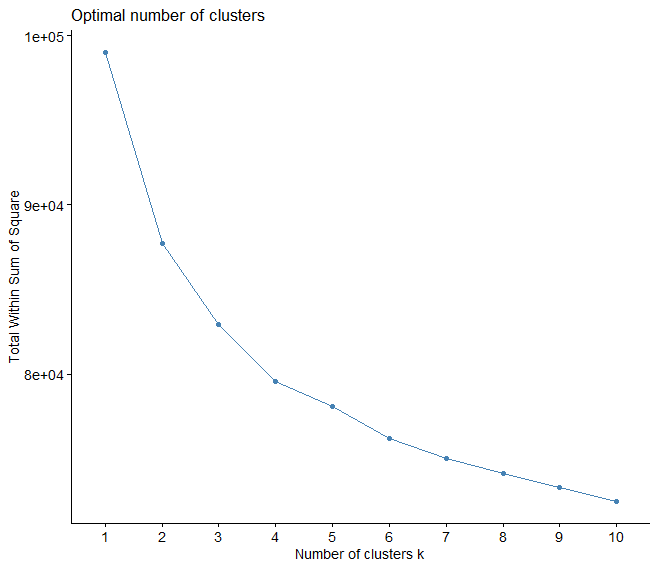 Optimal number of clusters
1e+05
9e+04
8e+04
Total Within Sum of Square
1 2 3 4 5 6 7 8 9 10
Number of clusters k